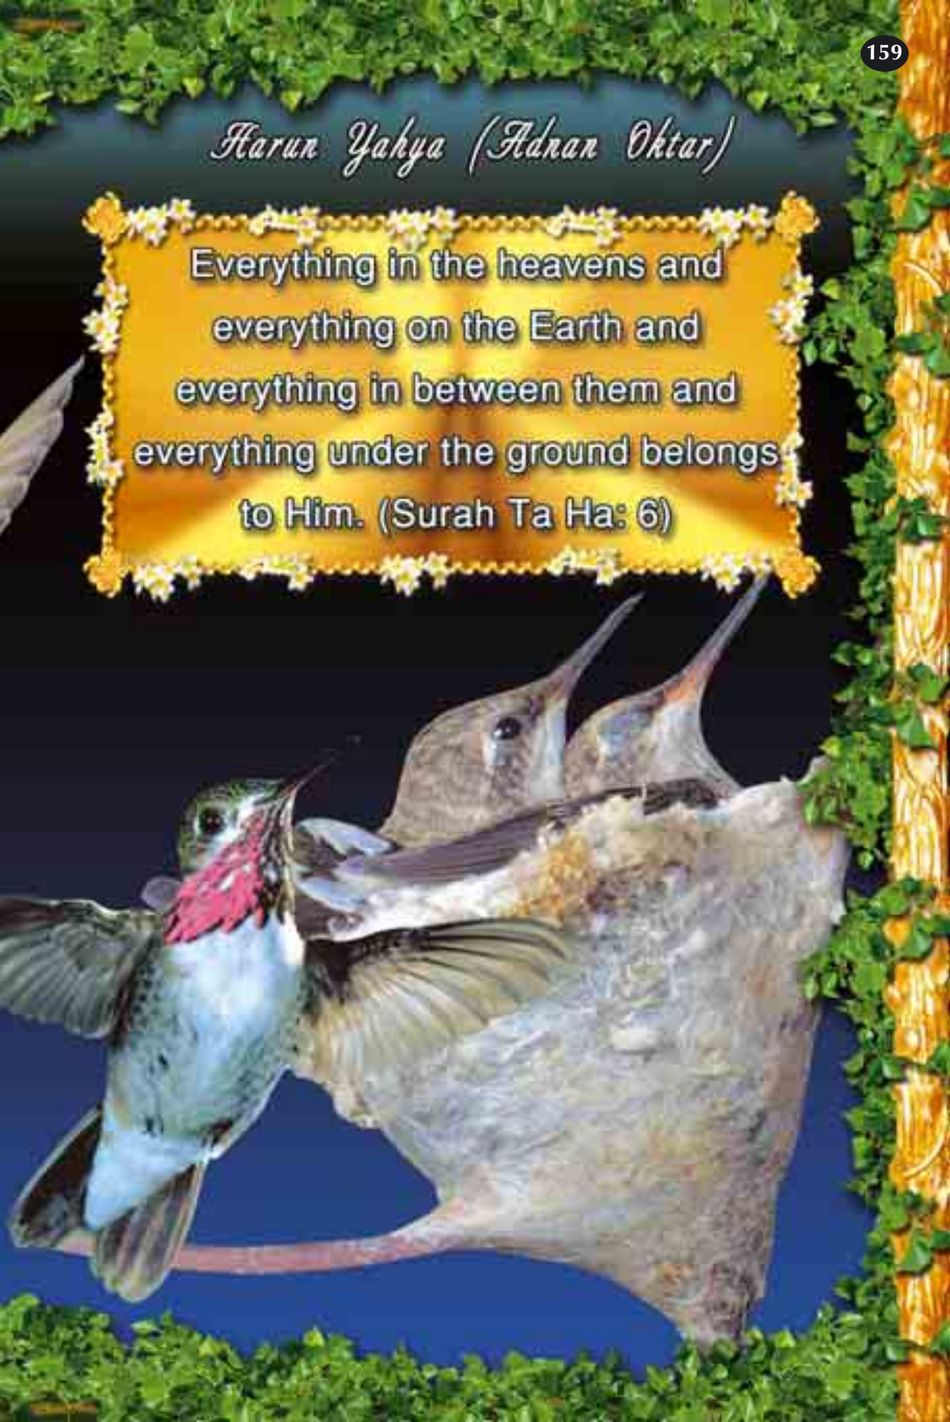 159
Harun Yahya (Adnan Oktar)
Everything in the heavens and
everything on the Earth and
everything in between them and
everything under the ground belongs
to Him. (Surah Ta Ha: 6)